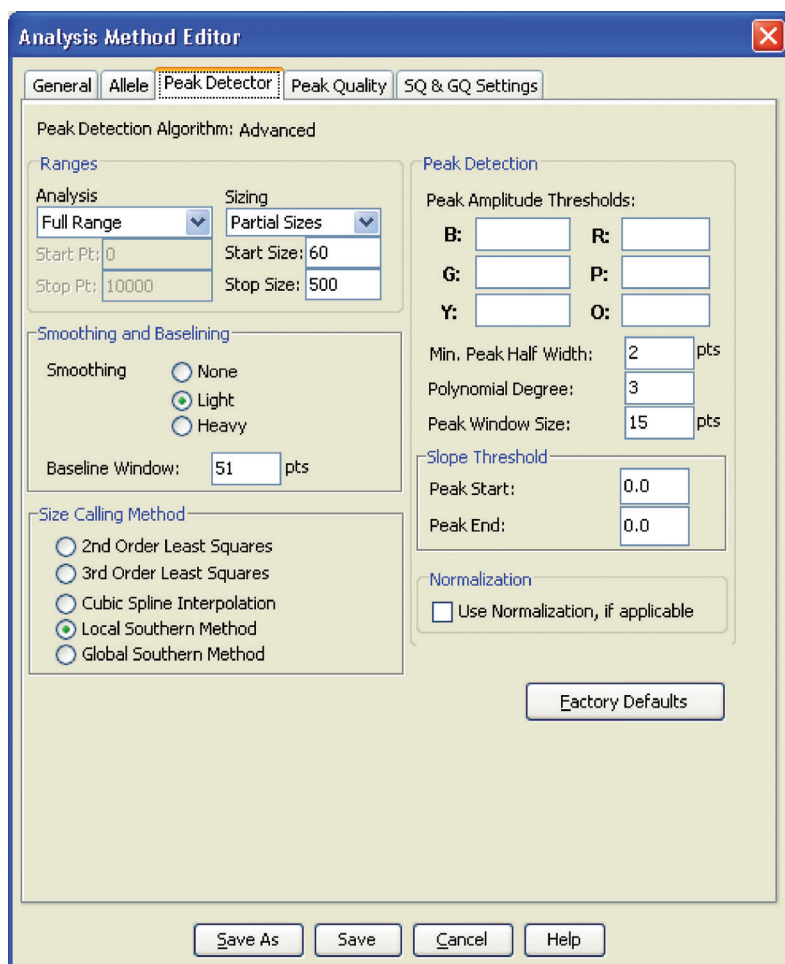 Analysis Method Editor
General Allele Peak Detector Peak Quality SQ & GQ Settings
Peak Detection Algorithm: Advanced
Ranges
Analysis
Full Range
Start Pt: 0
Stop Pt: 10000
Sizing
Partial Sizes
Start Size: 60
Stop Size: 500
Smoothing and Baselining
Smoothing
None
Light
Heavy
Baseline Window: 51 pts
Size Calling Method
2nd Order Least Squares
3rd Order Least Squares
Cubic Spline Interpolation
Local Southern Method
Global Southern Method
Peak Detection
Peak Amplitude Thresholds:
B: R:
G: P:
Y: O:
Min. Peak Half Width: 2 pts
Polynomial Degree: 3
Peak Window Size: 15 pts
Slope Threshold
Peak Start: 0.0
Peak End: 0.0
Normalization
Use Normalization, if applicable
Factory Defaults
Save As Save Cancel Help